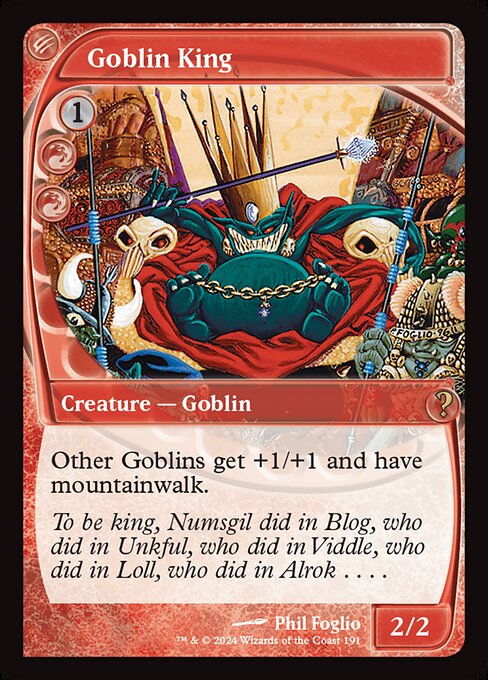 Goblin King
1
FOGLIO
Creature — Goblin
?
Other Goblins get +1/+1 and have
mountainwalk.
To be king, Numsgil did in Blog, who
did in Unkful, who did in Viddle, who
did in Loll, who did in Alrok . . . .
Phil Foglio
™ & © 2024 Wizards of the Coast 191
2/2